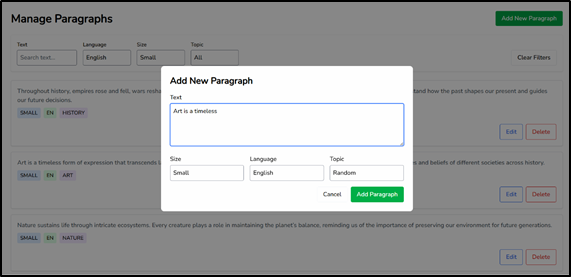 Manage Paragraphs
Add New Paragraph
Text
Language
Size
Topic
Search text...
English
Small
All
Clear Filters
Throughout history, empires rose and fell, wars resha
tand how the past shapes our present and guides
our future decisions.
SMALL EN HISTORY
Edit
Delete
Add New Paragraph
Text
Art is a timeless
Size
Language
Topic
Small
English
Random
Cancel
Add Paragraph
Art is a timeless form of expression that transcends l
es and beliefs of different societies across history.
SMALL EN ART
Edit
Delete
Nature sustains life through intricate ecosystems. Every creature plays a role in maintaining the planet's balance, reminding us of the importance of preserving our environment for future generations.
SMALL EN NATURE
Edit
Delete